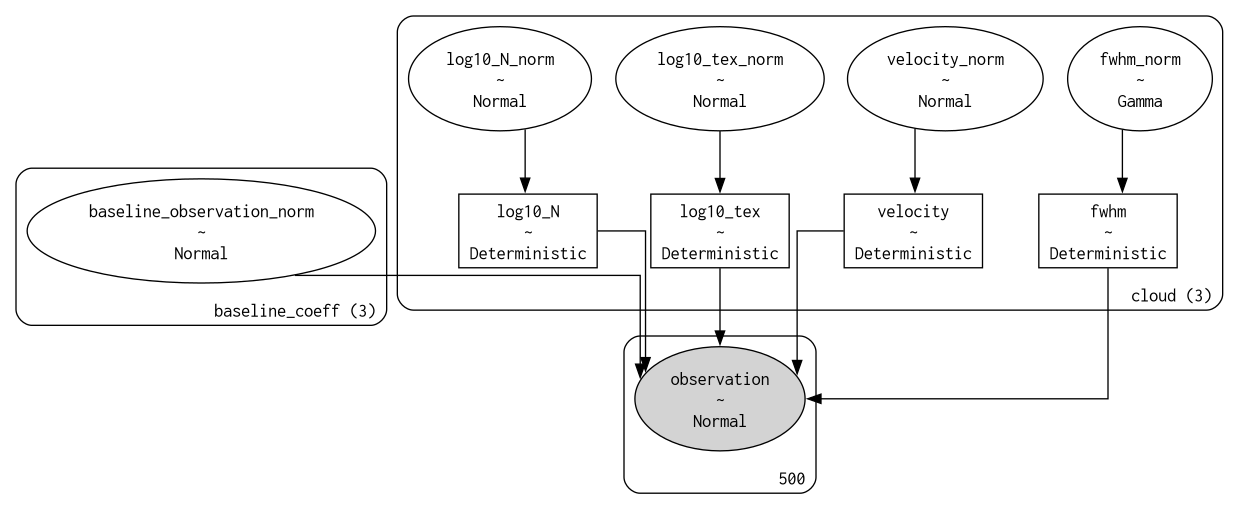 log10_N_norm
~
Normal
log10_tex_norm
~
Normal
velocity_norm
~
Normal
fwhm_norm
~
Gamma
baseline_observation_norm
~
Normal
baseline_coeff (3)
log10_N
~
Deterministic
log10_tex
~
Deterministic
velocity
~
Deterministic
fwhm
~
Deterministic
cloud (3)
observation
~
Normal
500